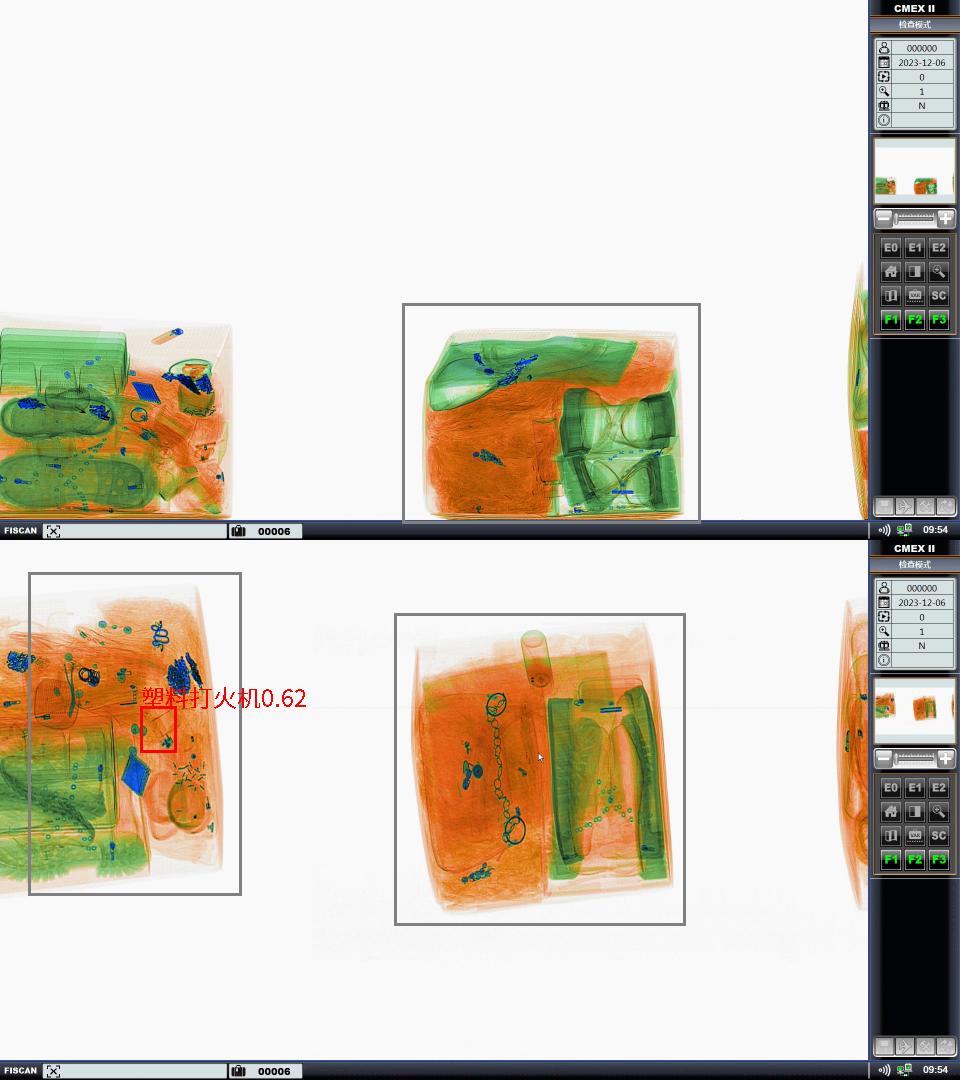 CMEX II
检查模式
000000
2023-12-06
0
1
N
E0 E1 E2
SC
F1 F2 F3
FISCAN
00006
09:54
CMEX II
检查模式
000000
2023-12-06
0
1
N
塑料打火机0.62
E0 E1 E2
SC
F1 F2 F3
FISCAN
00006
09:54